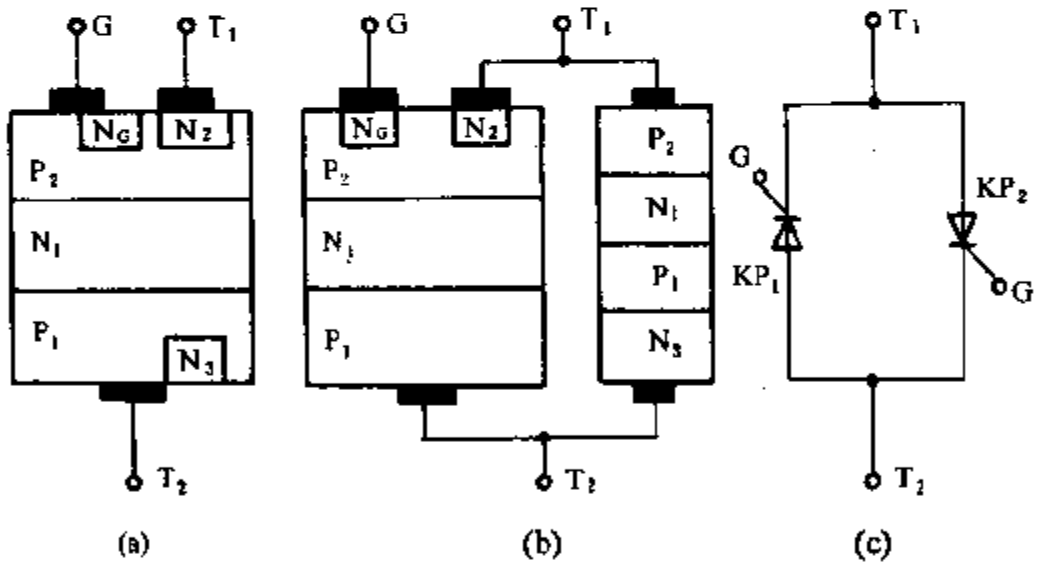 G T₁ G T₁ T₁
N_G N₂ N_G N₂ P₂
P₂ P₂ G KP₂
N₁ N₁ N₁
P₁ KP₁ G
P₁ N₃ P₁ N₃
T₂ T₂ T₂
(a) (b) (c)